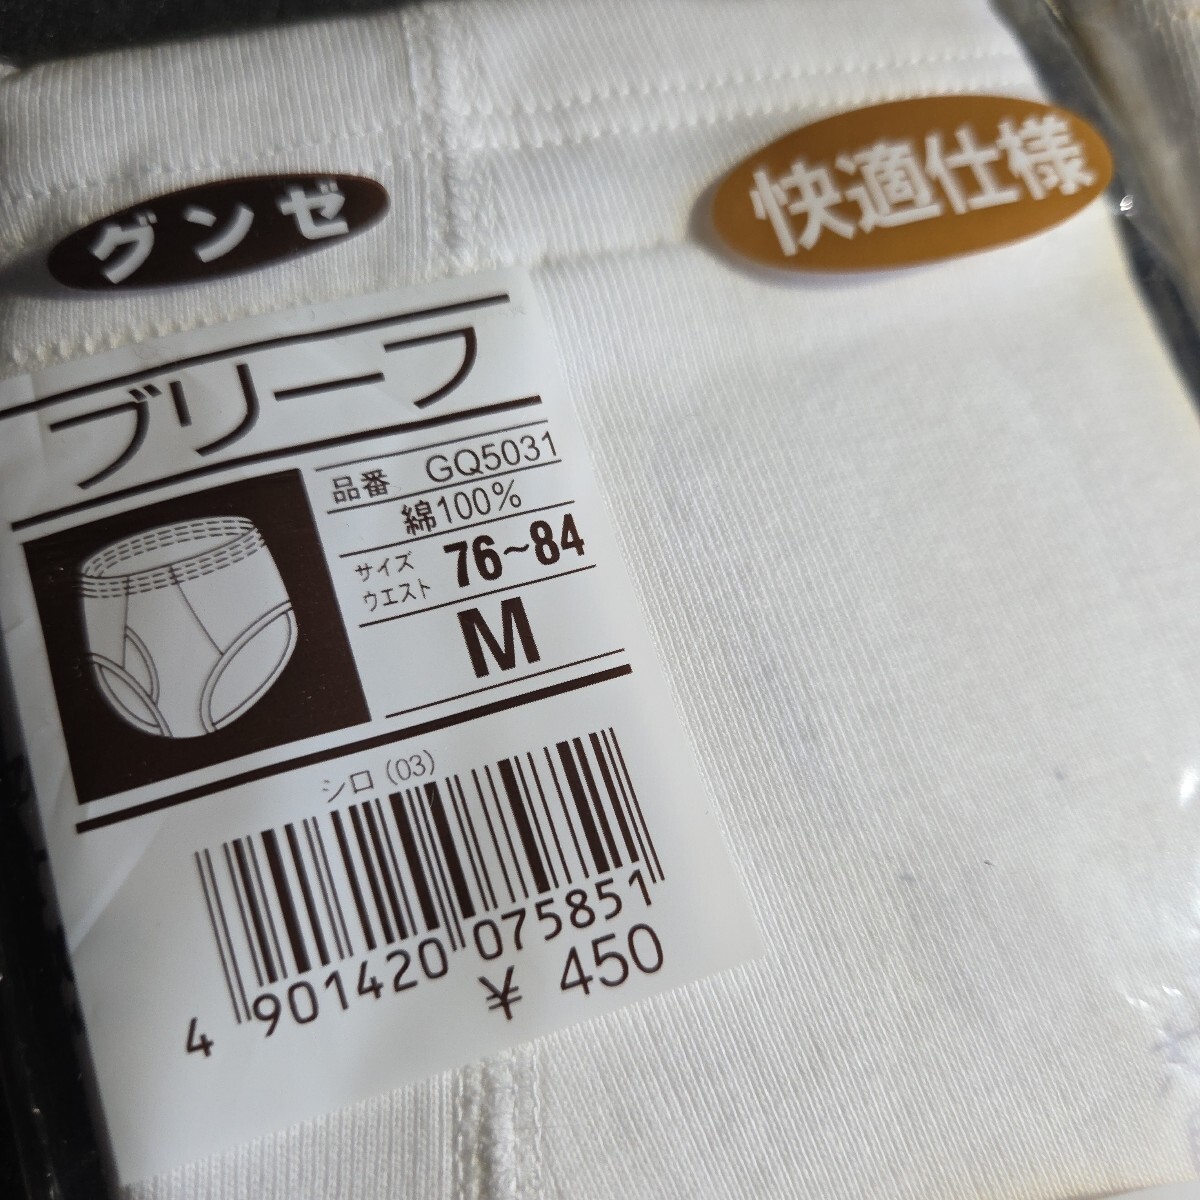 グンゼ
快適仕様
ブリーフ
品番 GQ5031
綿100%
サイズ
ウエスト 76~84
M
シロ(03)
4 901420 075851
¥ 450